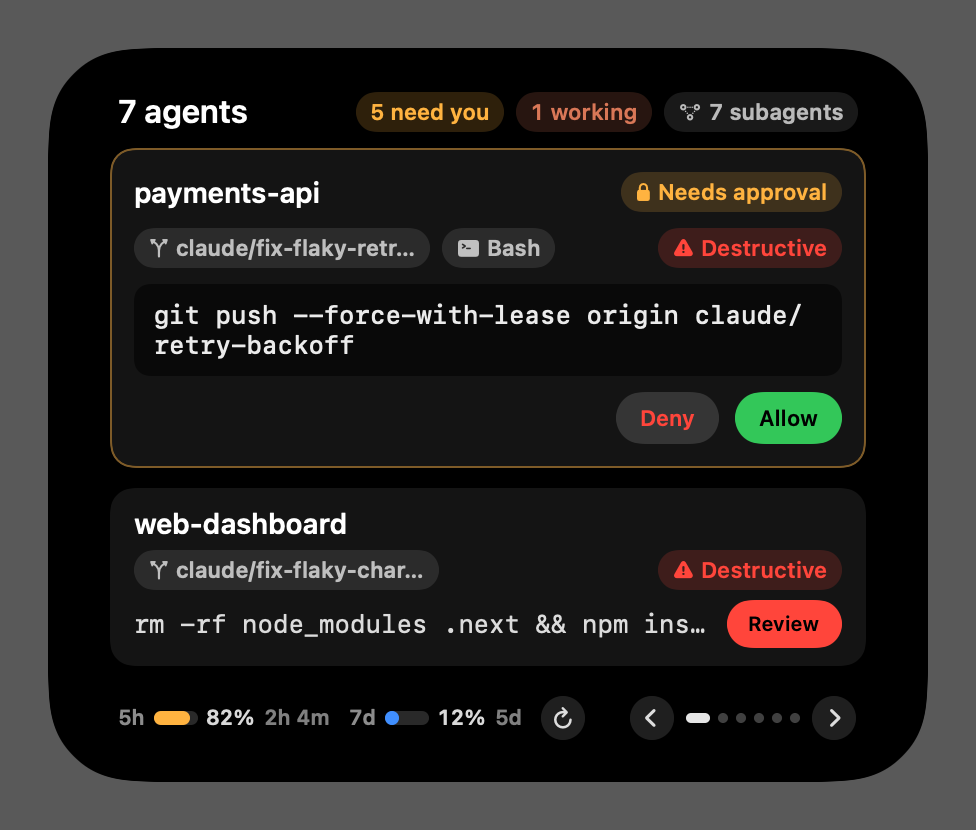 7 agents
5 need you
1 working
7 subagents
payments-api
Needs approval
claude/fix-flaky-retr...
Bash
Destructive
git push --force-with-lease origin claude/
retry-backoff
Deny
Allow
web-dashboard
claude/fix-flaky-char...
Destructive
rm -rf node_modules .next && npm ins…
Review
5h 82% 2h 4m 7d 12% 5d